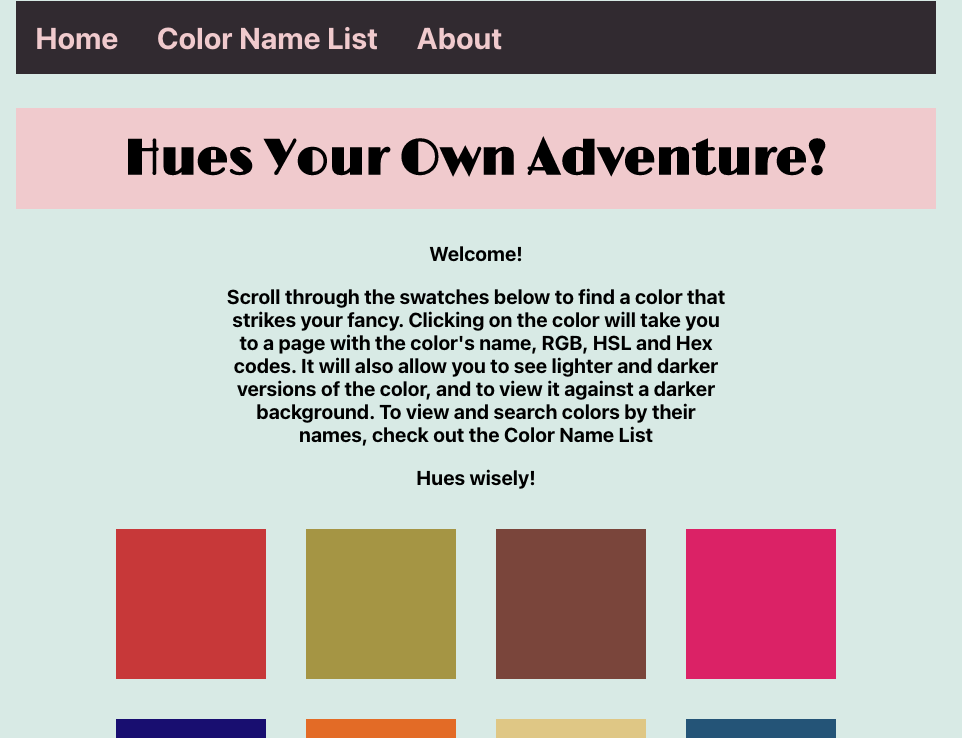 Home Color Name List About
Hues Your Own Adventure!
Welcome!
Scroll through the swatches below to find a color that
strikes your fancy. Clicking on the color will take you
to a page with the color's name, RGB, HSL and Hex
codes. It will also allow you to see lighter and darker
versions of the color, and to view it against a darker
background. To view and search colors by their
names, check out the Color Name List
Hues wisely!